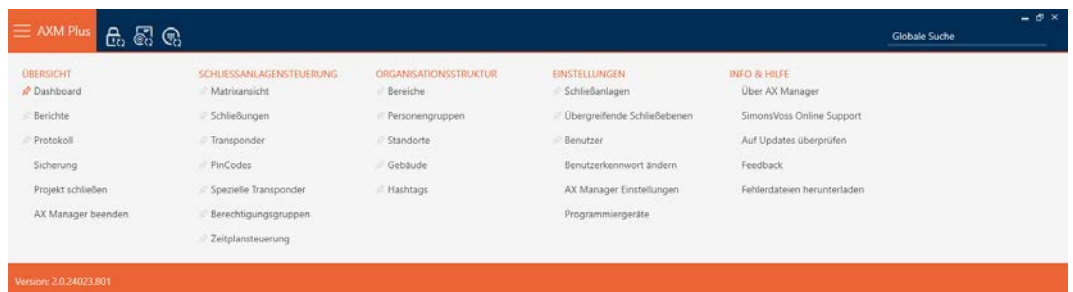 AXM Plus
Globale Suche
ÜBERSICHT
Dashboard
Berichte
Protokoll
Sicherung
Projekt schließen
AX Manager beenden
SCHLIESSANLAGENSTEUERUNG
Matrixansicht
Schließungen
Transponder
PinCodes
Spezielle Transponder
Berechtigungsgruppen
Zeitplansteuerung
ORGANISATIONSSTRUKTUR
Bereiche
Personengruppen
Standorte
Gebäude
Hashtags
EINSTELLUNGEN
Schließanlagen
Übergreifende Schließebenen
Benutzer
Benutzerkennwort ändern
AX Manager Einstellungen
Programmiergeräte
INFO & HILFE
Über AX Manager
SimonsVoss Online Support
Auf Updates überprüfen
Feedback
Fehlerdateien herunterladen
Version: 2.0.24023.801